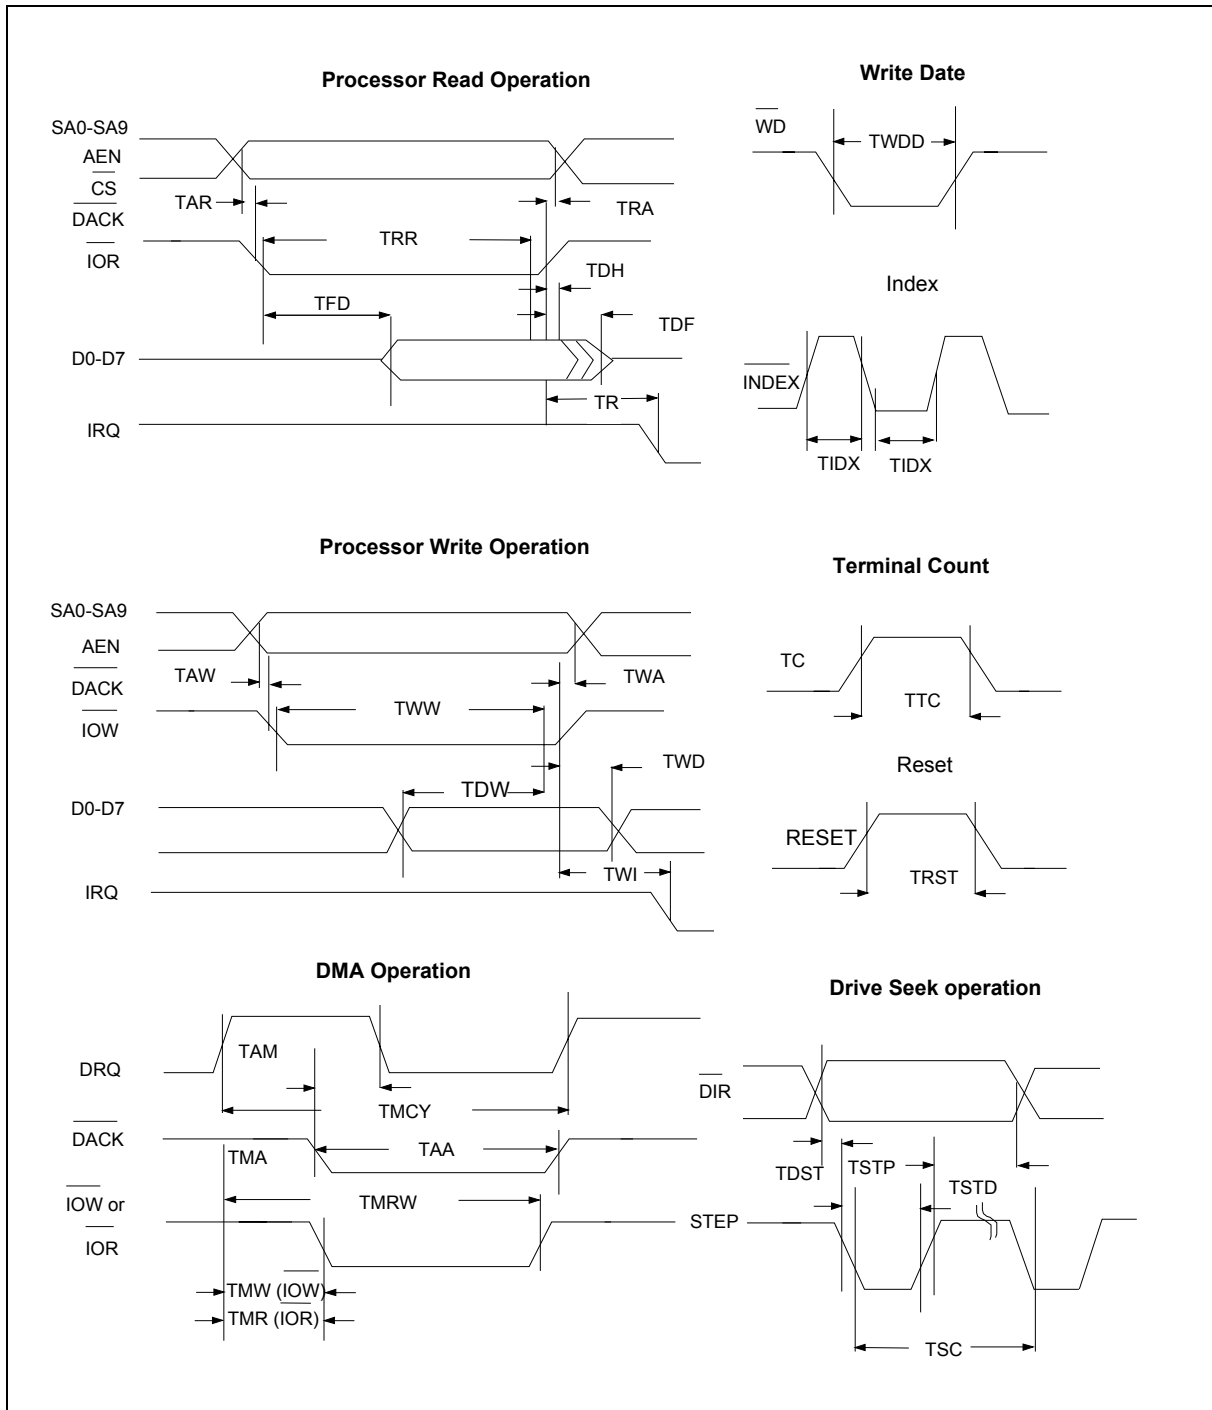 Processor Read Operation
SA0-SA9
AEN
CS
DACK
IOR
TAR
TRA
TRR
TDH
TFD
TDF
D0-D7
TR
IRQ
Write Date
WD
TWDD
Index
INDEX
TIDX
TIDX
Processor Write Operation
SA0-SA9
AEN
DACK
TAW
TWA
IOW
TWW
TWD
TDW
D0-D7
TWI
IRQ
Terminal Count
TC
TTC
Reset
RESET
TRST
DMA Operation
DRQ
TAM
TMCY
DACK
TMA
TAA
IOW or
IOR
TMRW
TMW (IOW)
TMR (IOR)
Drive Seek operation
DIR
TDST
TSTP
TSTD
STEP
TSC